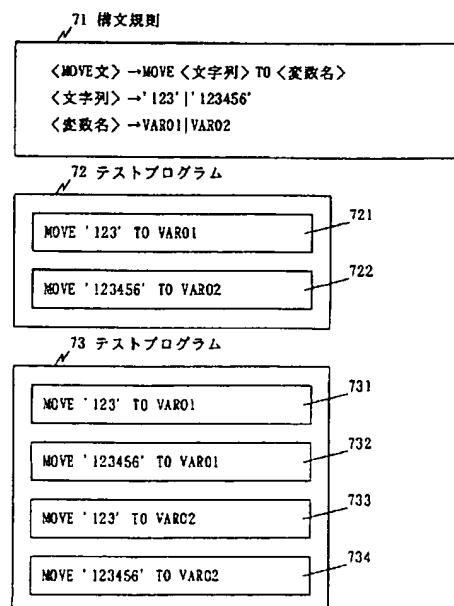 71 構文規則
〈MOVE文〉→MOVE〈文字列〉TO〈変数名〉
〈文字列〉→'123'|'123456'
〈変数名〉→VAR01|VAR02
72 テストプログラム
MOVE '123' TO VAR01
721
MOVE '123456' TO VAR02
722
73 テストプログラム
MOVE '123' TO VAR01
731
MOVE '123456' TO VAR01
732
MOVE '123' TO VAR02
733
MOVE '123456' TO VAR02
734